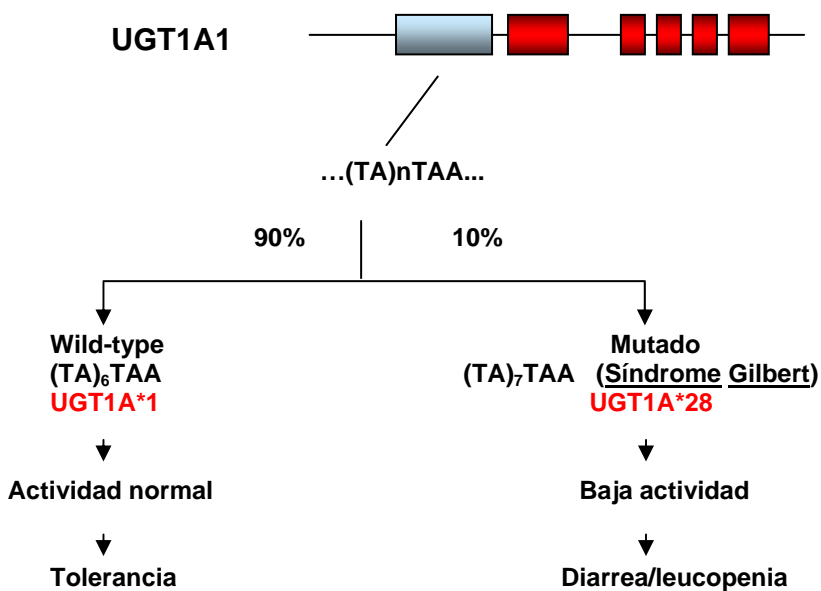 UGT1A1
…(TA)nTAA...
90% 10%
Wild-type
(TA)₆TAA
UGT1A*1
Actividad normal
Tolerancia
Mutado
(TA)₇TAA (Síndrome Gilbert)
UGT1A*28
Baja actividad
Diarrea/leucopenia